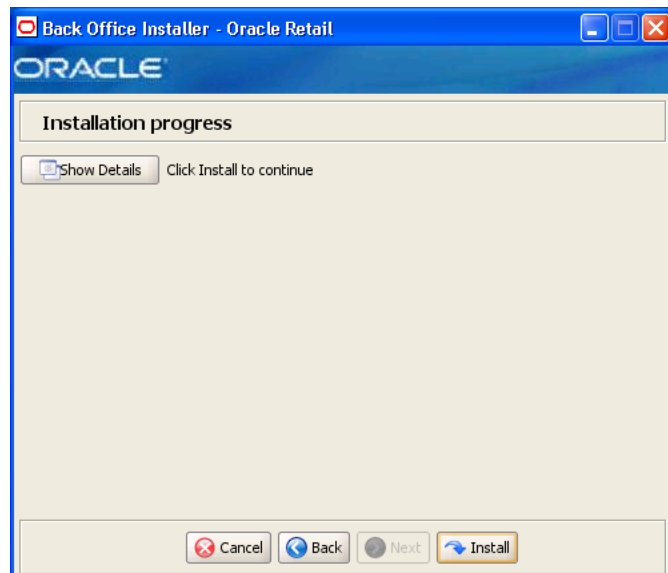 Back Office Installer - Oracle Retail
ORACLE
Installation progress
Show Details Click Install to continue
Cancel Back Next Install